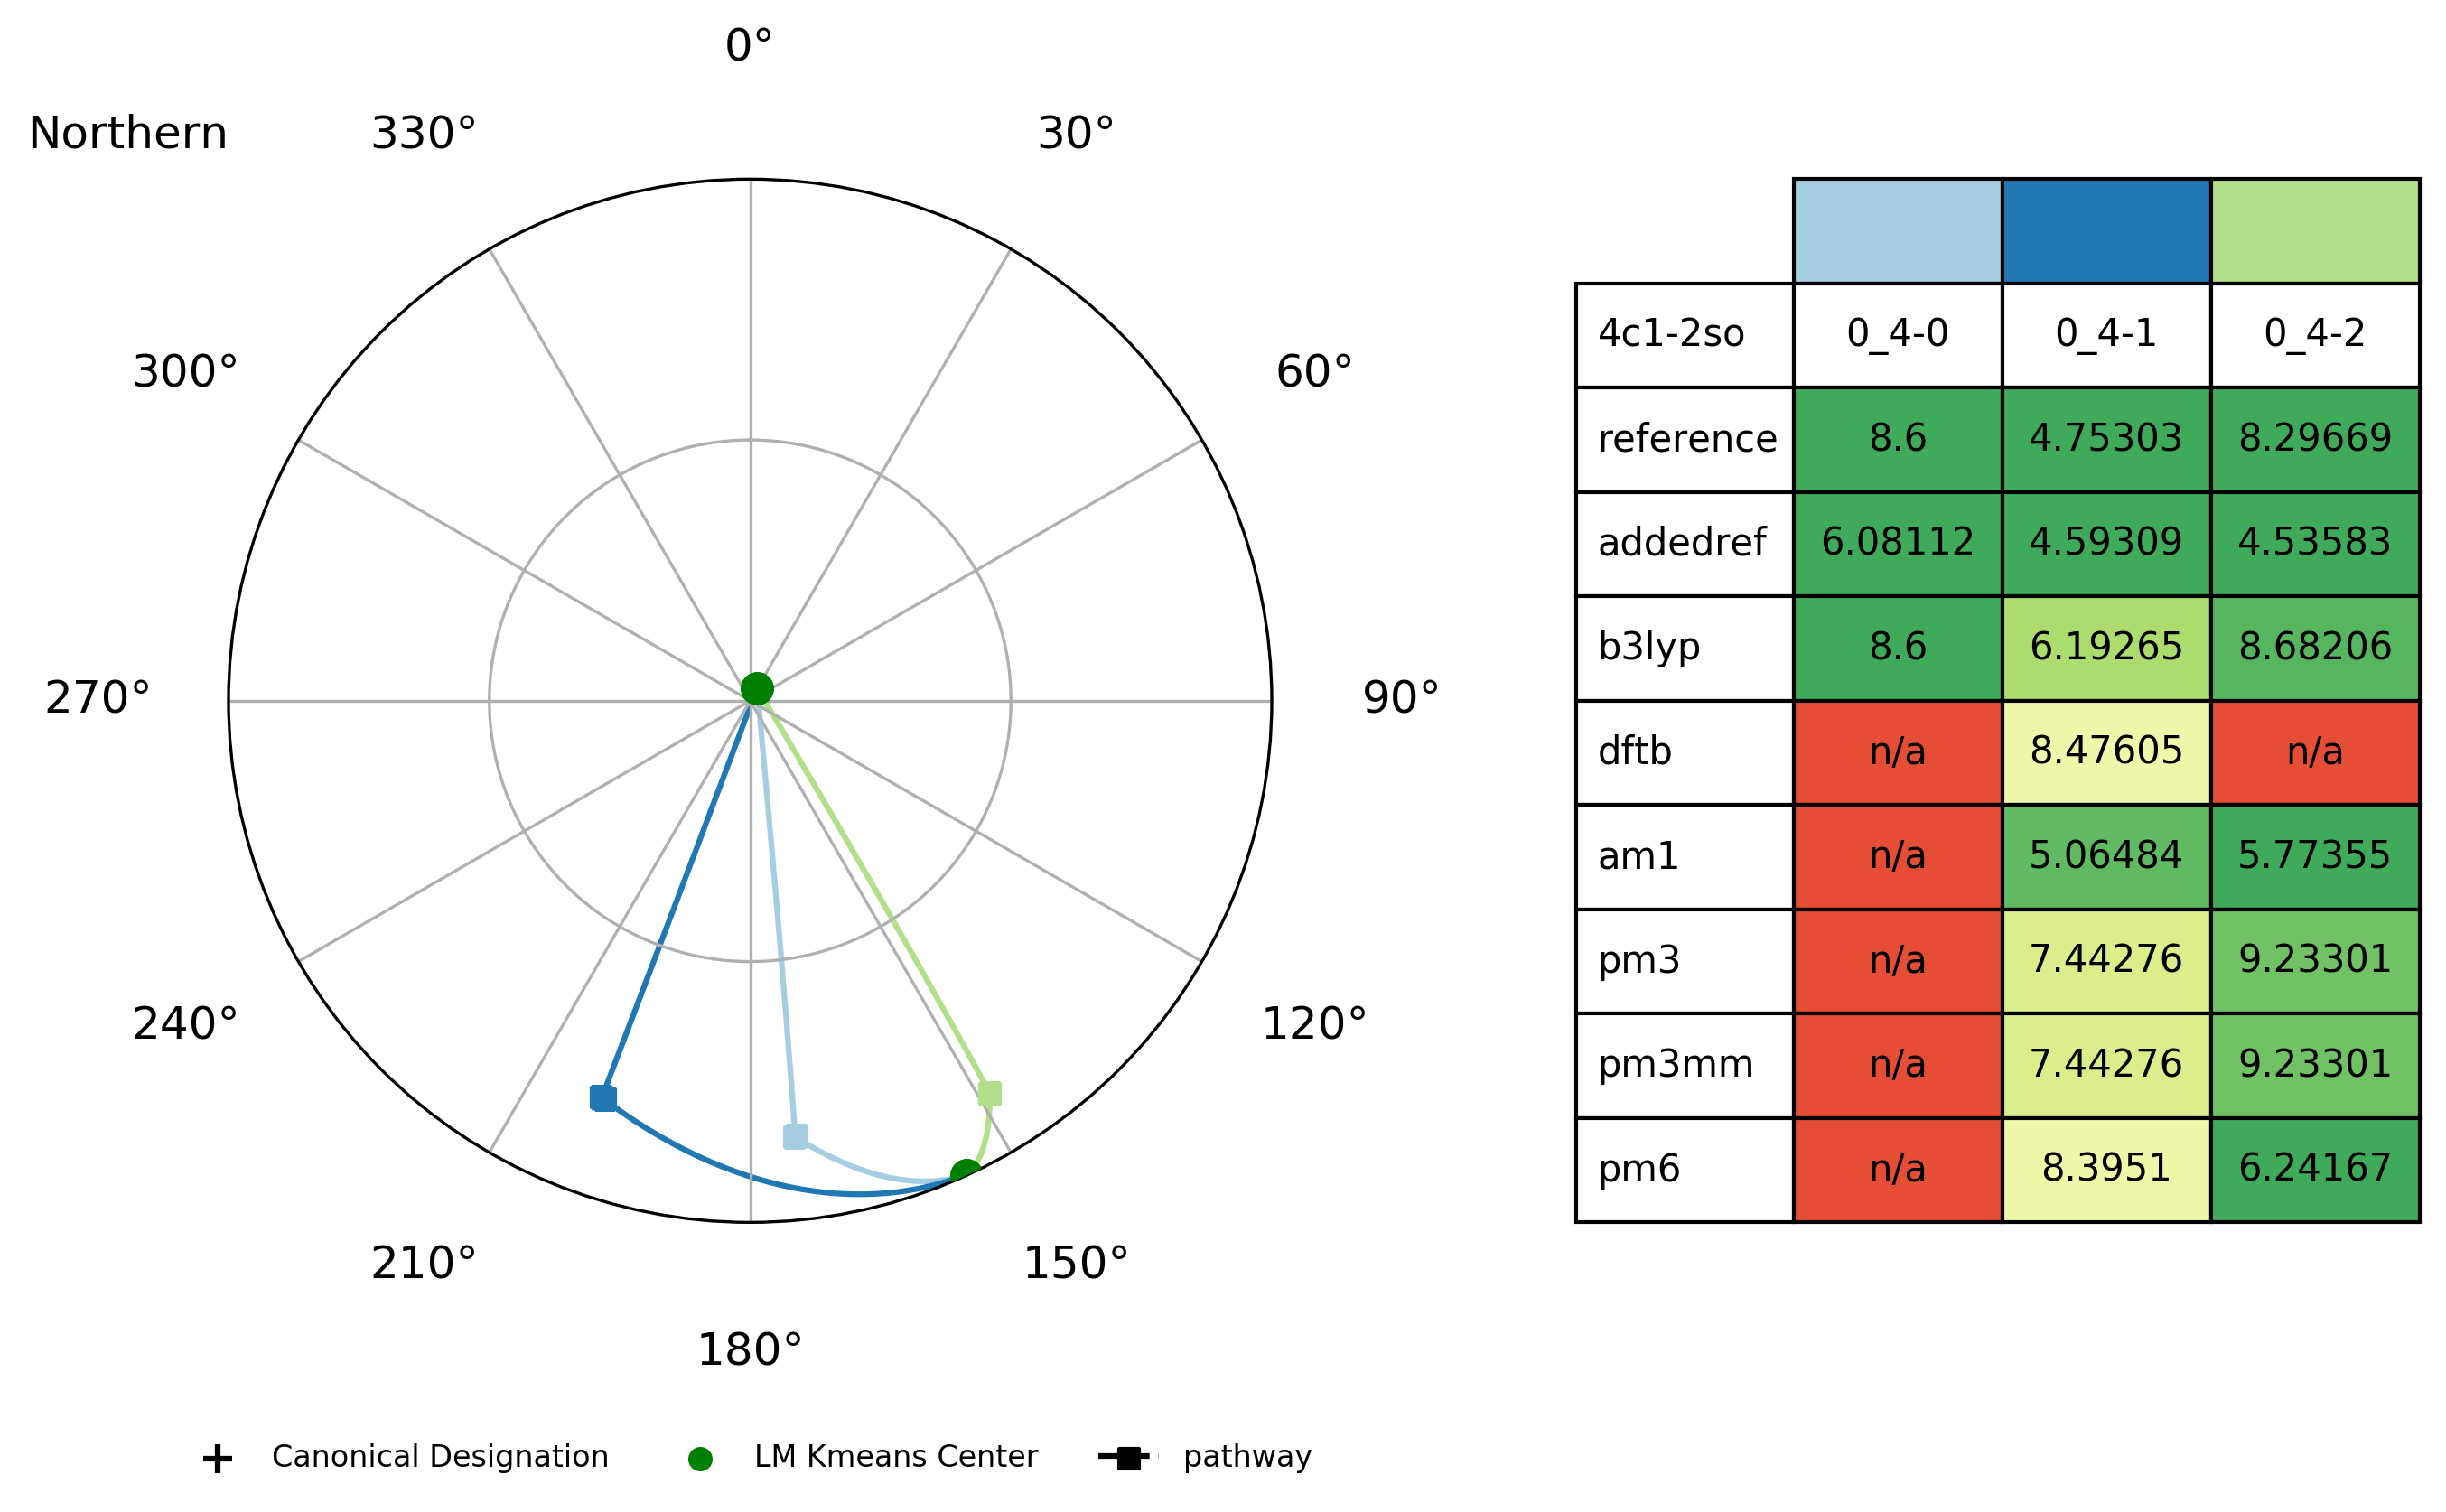 0°
Northern
330°
30°
300°
60°
270°
90°
240°
120°
210°
150°
180°
Canonical Designation
LM Kmeans Center
pathway
4c1-2so 0_4-0 0_4-1 0_4-2
reference 8.6 4.75303 8.29669
addedref 6.08112 4.59309 4.53583
b3lyp 8.6 6.19265 8.68206
dftb n/a 8.47605 n/a
am1 n/a 5.06484 5.77355
pm3 n/a 7.44276 9.23301
pm3mm n/a 7.44276 9.23301
pm6 n/a 8.3951 6.24167